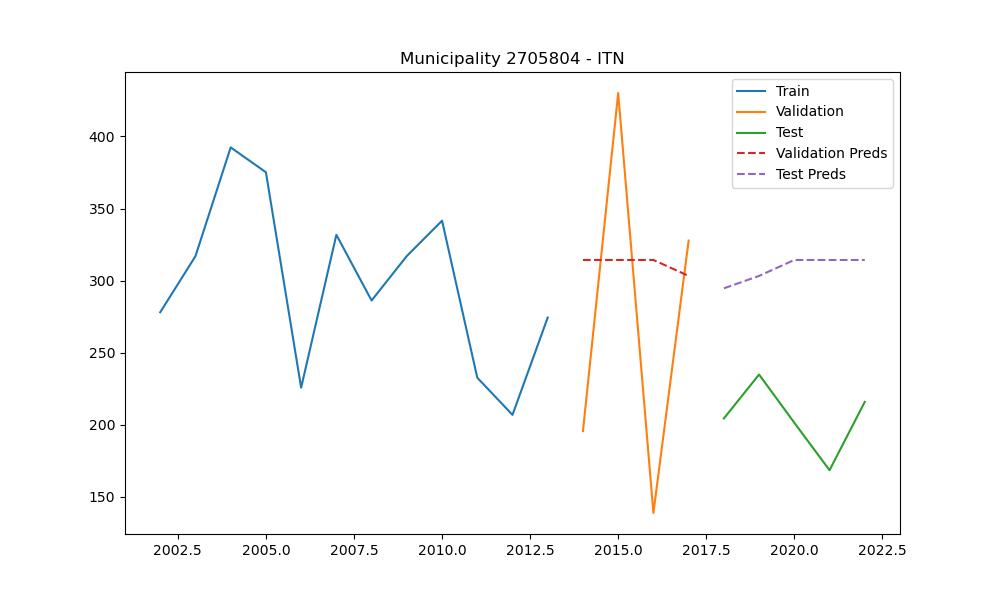 Municipality 2705804 - ITN
Train
Validation
Test
Validation Preds
Test Preds
400
350
300
250
200
150
2002.5 2005.0 2007.5 2010.0 2012.5 2015.0 2017.5 2020.0 2022.5